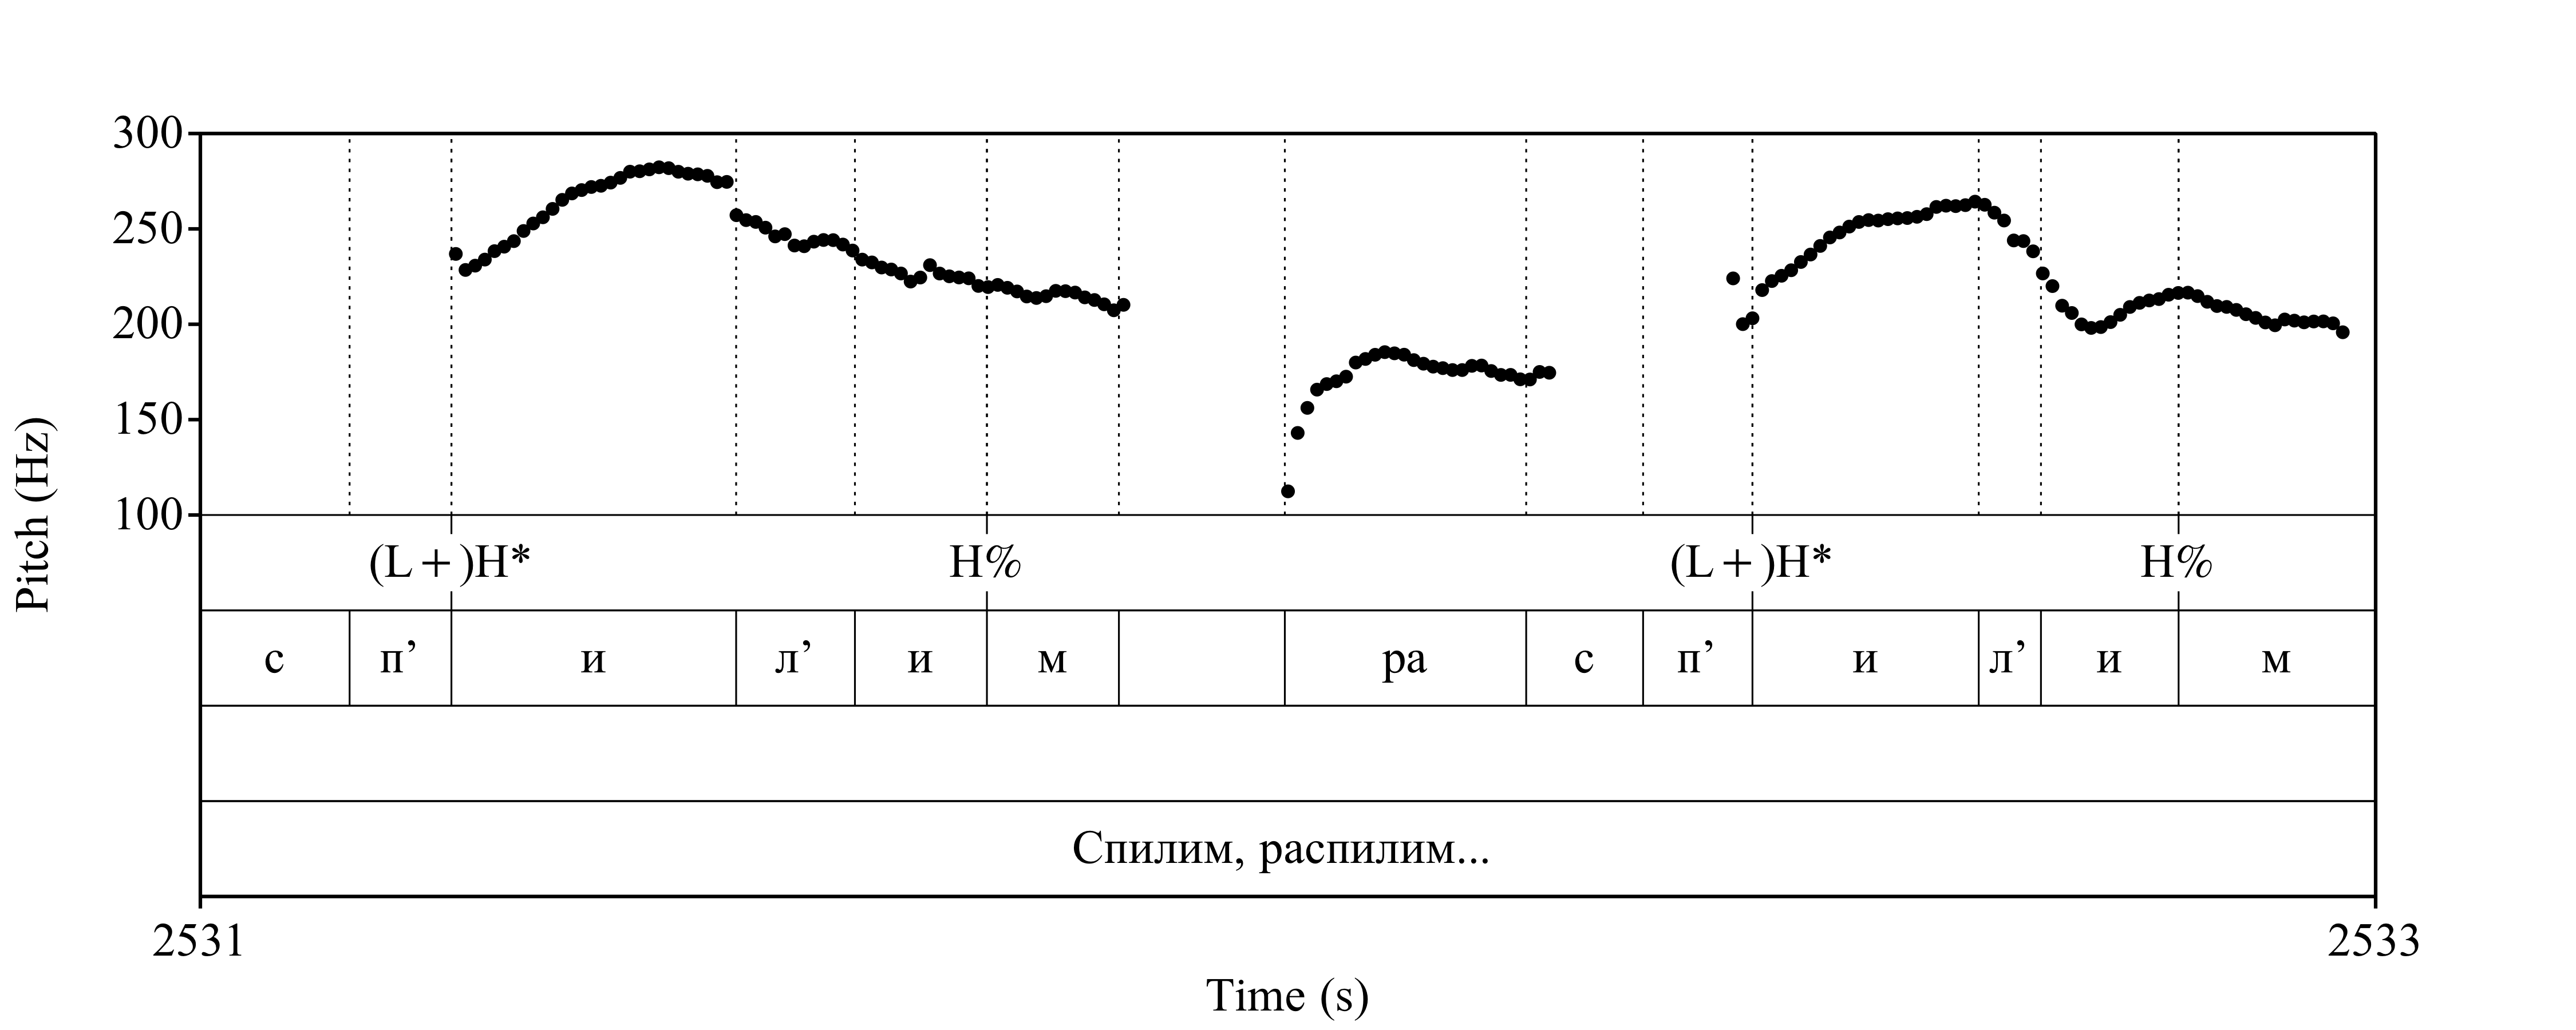 300
250
200
150
100
Pitch (Hz)
(L+)H* H% (L+)H* H%
с п’ и л’ и м ра с п’ и л’ и м
Спилим, распилим...
2531 2533
Time (s)